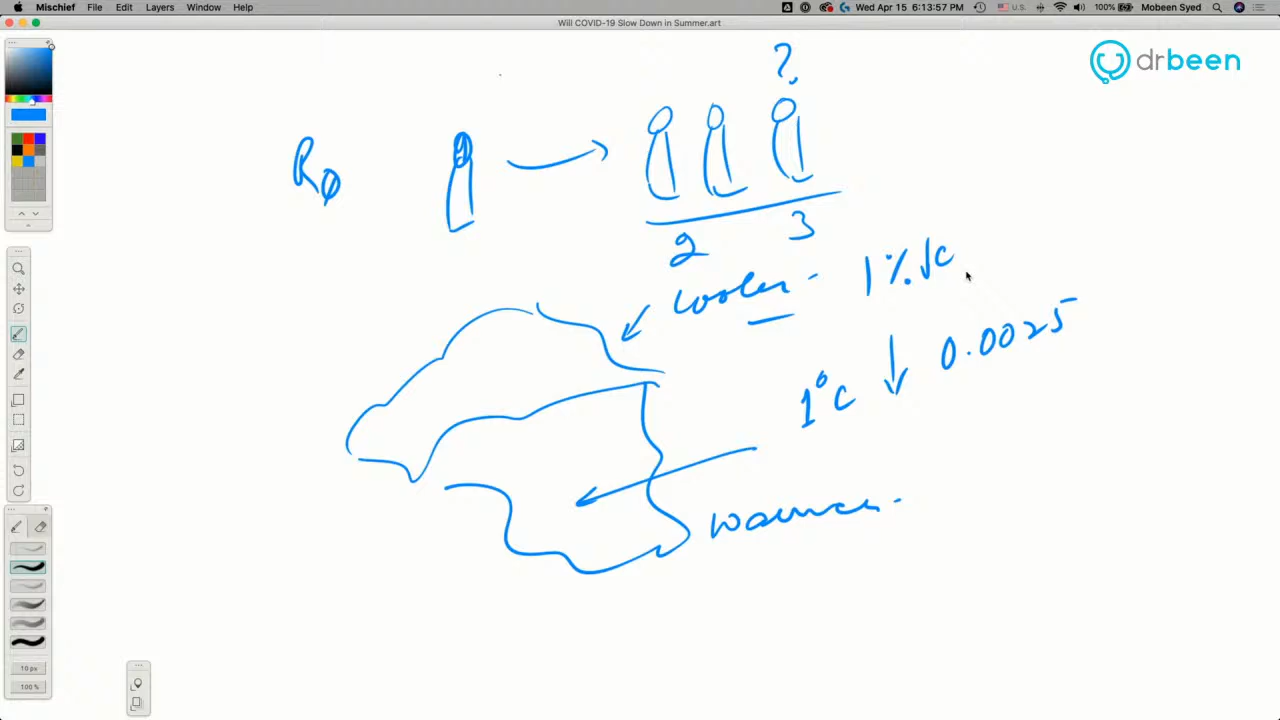 Mischief File Edit Layers Window Help Wed Apr 15 6:13:57 PM Mobeen Syed
U.S. 100%
Will COVID-19 Slow Down in Summer.art
drbeen
?
R0
2 3
cooler - 1%
0.0025
1°C ↓
warmer -
10 px
100 %